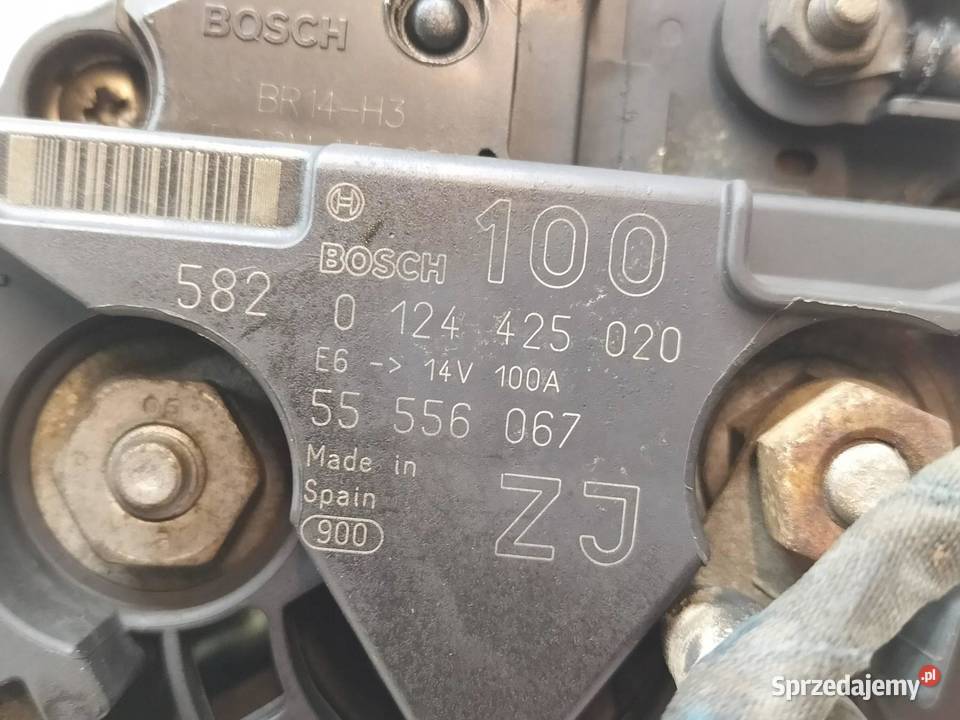 BOSCH
BR14-H3
BOSCH 100
582 0 124 425 020
E6 -> 14V 100A
55 556 067
Made in
Spain
ZJ
900
Sprzedajemy.pl